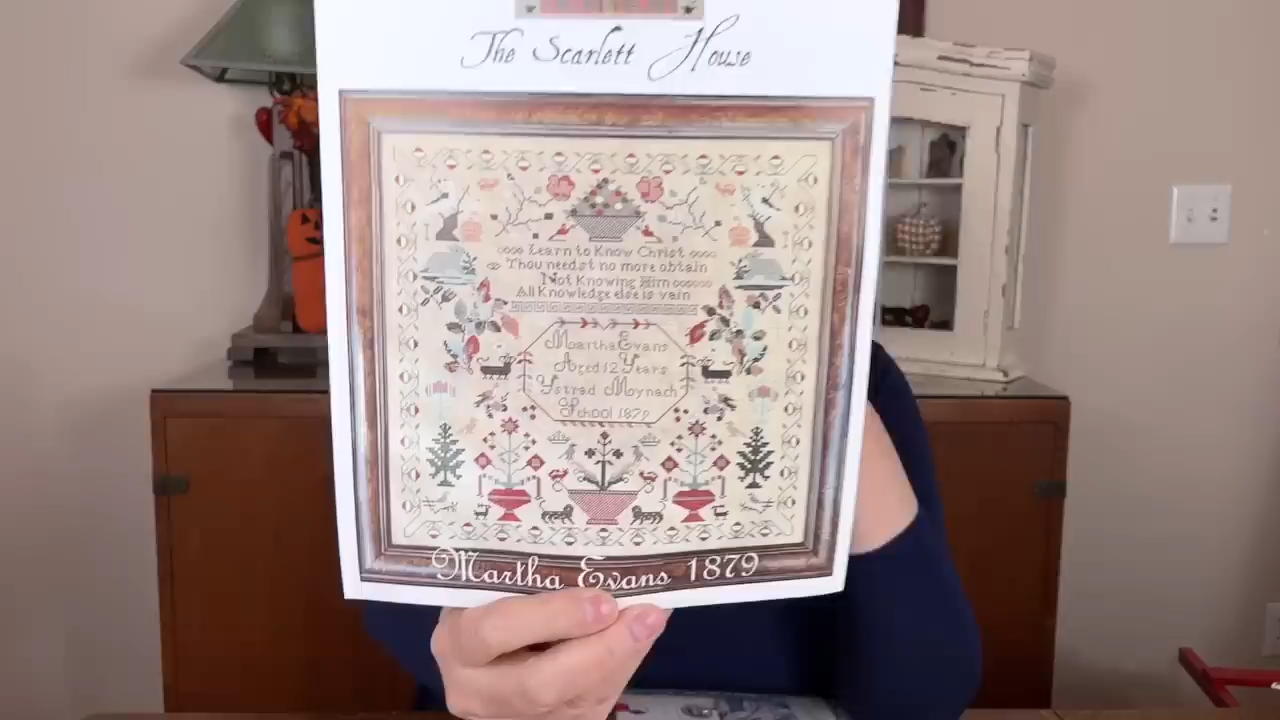 The Scarlett House
Learn to Know Christ
Thou needst no more obtain
Not Knowing Him
All Knowledge else is vain
Martha Evans
Aged 12 Years
Ystrad Moynach
School 1879
Martha Evans 1879